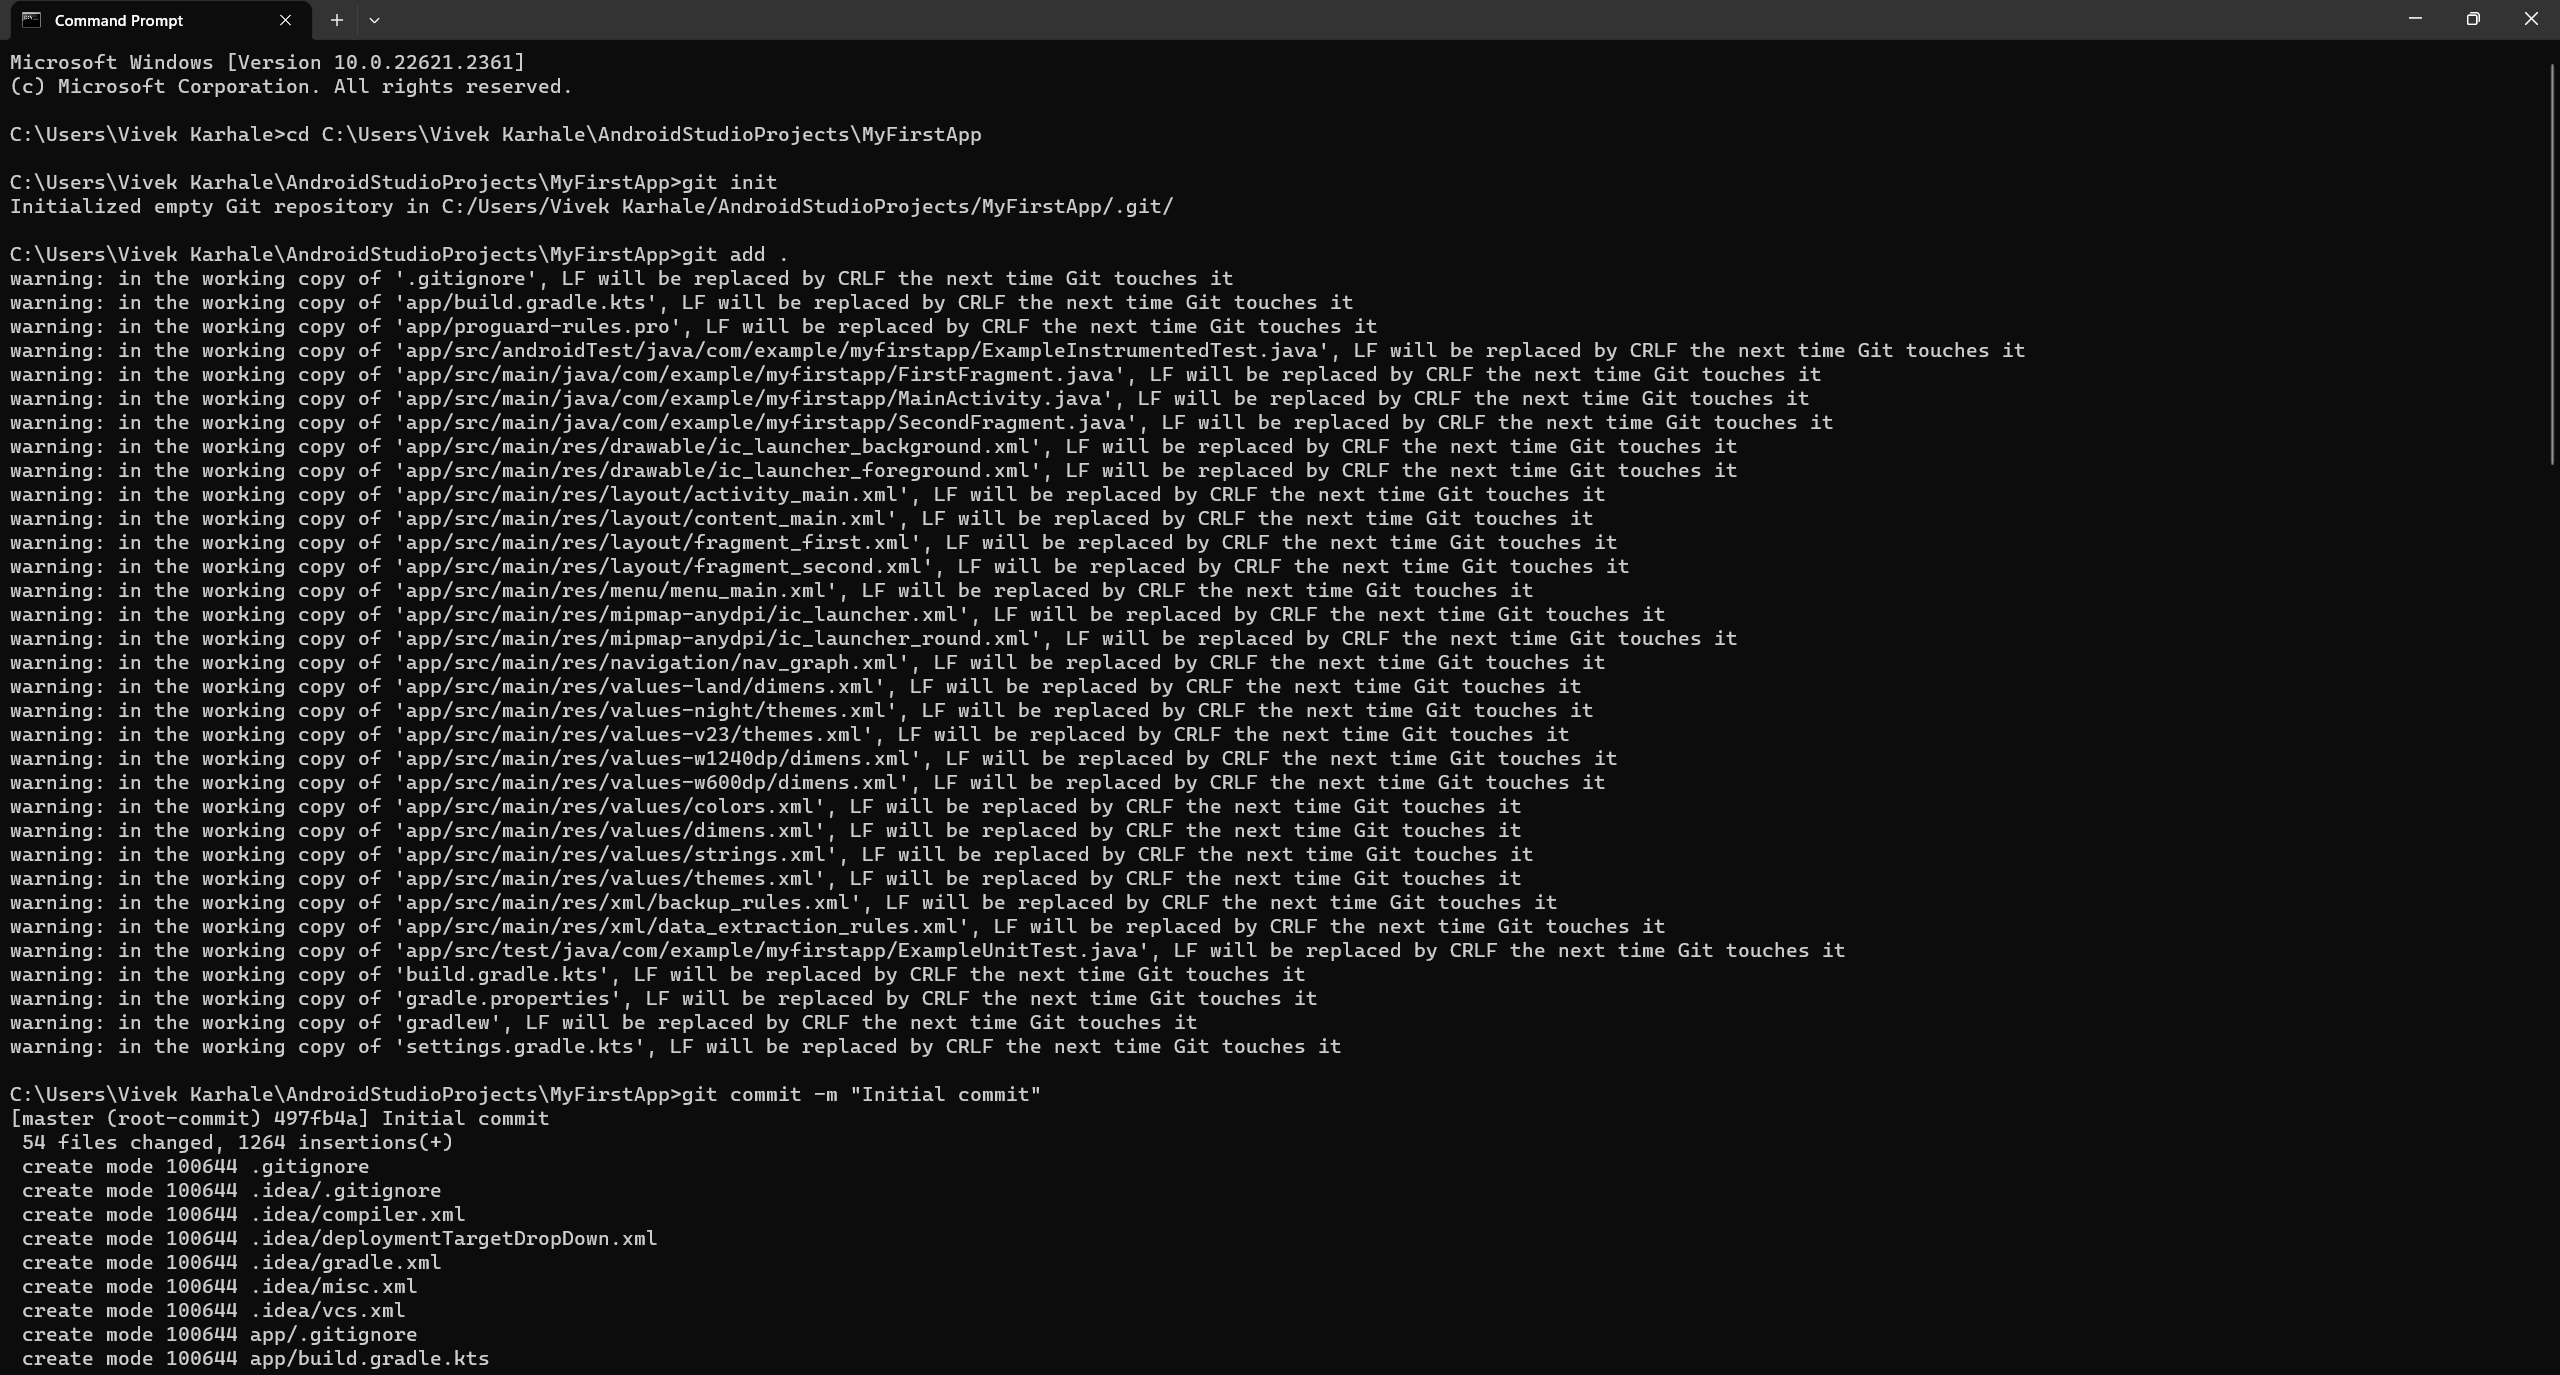 Command Prompt
Microsoft Windows [Version 10.0.22621.2361]
(c) Microsoft Corporation. All rights reserved.
C:\Users\Vivek Karhale>cd C:\Users\Vivek Karhale\AndroidStudioProjects\MyFirstApp
C:\Users\Vivek Karhale\AndroidStudioProjects\MyFirstApp>git init
Initialized empty Git repository in C:/Users/Vivek Karhale/AndroidStudioProjects/MyFirstApp/.git/
C:\Users\Vivek Karhale\AndroidStudioProjects\MyFirstApp>git add .
warning: in the working copy of '.gitignore', LF will be replaced by CRLF the next time Git touches it
warning: in the working copy of 'app/build.gradle.kts', LF will be replaced by CRLF the next time Git touches it
warning: in the working copy of 'app/proguard-rules.pro', LF will be replaced by CRLF the next time Git touches it
warning: in the working copy of 'app/src/androidTest/java/com/example/myfirstapp/ExampleInstrumentedTest.java', LF will be replaced by CRLF the next time Git touches it
warning: in the working copy of 'app/src/main/java/com/example/myfirstapp/FirstFragment.java', LF will be replaced by CRLF the next time Git touches it
warning: in the working copy of 'app/src/main/java/com/example/myfirstapp/MainActivity.java', LF will be replaced by CRLF the next time Git touches it
warning: in the working copy of 'app/src/main/java/com/example/myfirstapp/SecondFragment.java', LF will be replaced by CRLF the next time Git touches it
warning: in the working copy of 'app/src/main/res/drawable/ic_launcher_background.xml', LF will be replaced by CRLF the next time Git touches it
warning: in the working copy of 'app/src/main/res/drawable/ic_launcher_foreground.xml', LF will be replaced by CRLF the next time Git touches it
warning: in the working copy of 'app/src/main/res/layout/activity_main.xml', LF will be replaced by CRLF the next time Git touches it
warning: in the working copy of 'app/src/main/res/layout/content_main.xml', LF will be replaced by CRLF the next time Git touches it
warning: in the working copy of 'app/src/main/res/layout/fragment_first.xml', LF will be replaced by CRLF the next time Git touches it
warning: in the working copy of 'app/src/main/res/layout/fragment_second.xml', LF will be replaced by CRLF the next time Git touches it
warning: in the working copy of 'app/src/main/res/menu/menu_main.xml', LF will be replaced by CRLF the next time Git touches it
warning: in the working copy of 'app/src/main/res/mipmap-anydpi/ic_launcher.xml', LF will be replaced by CRLF the next time Git touches it
warning: in the working copy of 'app/src/main/res/mipmap-anydpi/ic_launcher_round.xml', LF will be replaced by CRLF the next time Git touches it
warning: in the working copy of 'app/src/main/res/navigation/nav_graph.xml', LF will be replaced by CRLF the next time Git touches it
warning: in the working copy of 'app/src/main/res/values-land/dimens.xml', LF will be replaced by CRLF the next time Git touches it
warning: in the working copy of 'app/src/main/res/values-night/themes.xml', LF will be replaced by CRLF the next time Git touches it
warning: in the working copy of 'app/src/main/res/values-v23/themes.xml', LF will be replaced by CRLF the next time Git touches it
warning: in the working copy of 'app/src/main/res/values-w1240dp/dimens.xml', LF will be replaced by CRLF the next time Git touches it
warning: in the working copy of 'app/src/main/res/values-w600dp/dimens.xml', LF will be replaced by CRLF the next time Git touches it
warning: in the working copy of 'app/src/main/res/values/colors.xml', LF will be replaced by CRLF the next time Git touches it
warning: in the working copy of 'app/src/main/res/values/dimens.xml', LF will be replaced by CRLF the next time Git touches it
warning: in the working copy of 'app/src/main/res/values/strings.xml', LF will be replaced by CRLF the next time Git touches it
warning: in the working copy of 'app/src/main/res/values/themes.xml', LF will be replaced by CRLF the next time Git touches it
warning: in the working copy of 'app/src/main/res/xml/backup_rules.xml', LF will be replaced by CRLF the next time Git touches it
warning: in the working copy of 'app/src/main/res/xml/data_extraction_rules.xml', LF will be replaced by CRLF the next time Git touches it
warning: in the working copy of 'app/src/test/java/com/example/myfirstapp/ExampleUnitTest.java', LF will be replaced by CRLF the next time Git touches it
warning: in the working copy of 'build.gradle.kts', LF will be replaced by CRLF the next time Git touches it
warning: in the working copy of 'gradle.properties', LF will be replaced by CRLF the next time Git touches it
warning: in the working copy of 'gradlew', LF will be replaced by CRLF the next time Git touches it
warning: in the working copy of 'settings.gradle.kts', LF will be replaced by CRLF the next time Git touches it
C:\Users\Vivek Karhale\AndroidStudioProjects\MyFirstApp>git commit -m "Initial commit"
[master (root-commit) 497fb4a] Initial commit
 54 files changed, 1264 insertions(+)
 create mode 100644 .gitignore
 create mode 100644 .idea/.gitignore
 create mode 100644 .idea/compiler.xml
 create mode 100644 .idea/deploymentTargetDropDown.xml
 create mode 100644 .idea/gradle.xml
 create mode 100644 .idea/misc.xml
 create mode 100644 .idea/vcs.xml
 create mode 100644 app/.gitignore
 create mode 100644 app/build.gradle.kts